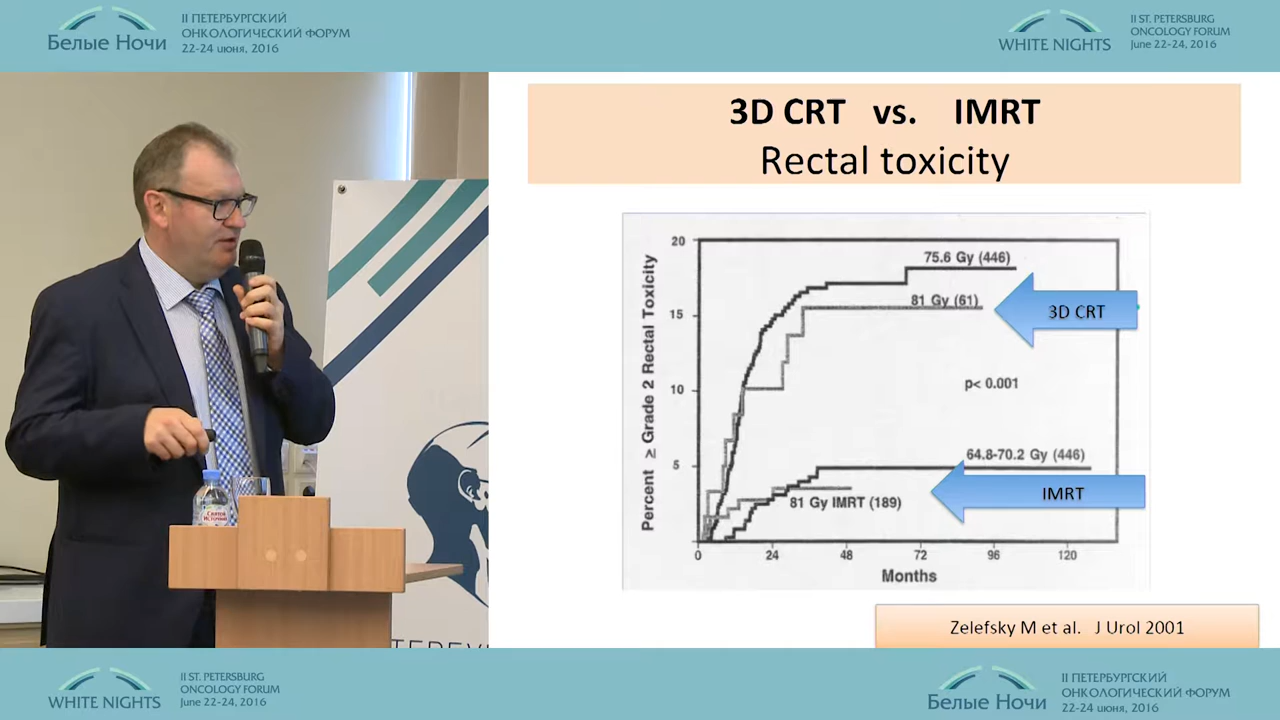 II ПЕТЕРБУРГСКИЙ
ОНКОЛОГИЧЕСКИЙ ФОРУМ
Белые Ночи
22-24 июня, 2016
II ST. PETERSBURG
ONCOLOGY FORUM
WHITE NIGHTS
June 22-24, 2016
3D CRT vs. IMRT
Rectal toxicity
Percent ≥ Grade 2 Rectal Toxicity
20
15
10
5
75.6 Gy (446)
81 Gy (61)
3D CRT
p< 0.001
64.8-70.2 Gy (446)
IMRT
81 IMRT Gy (189)
0
24
48
72
96
120
Months
Zelefsky M et al. J Urol 2001
СВЯТОЙ
ИСТОЧНИК
II ST. PETERSBURG
ONCOLOGY FORUM
WHITE NIGHTS
June 22-24, 2016
II ПЕТЕРБУРГСКИЙ
ОНКОЛОГИЧЕСКИЙ ФОРУМ
Белые Ночи
22-24 июня, 2016